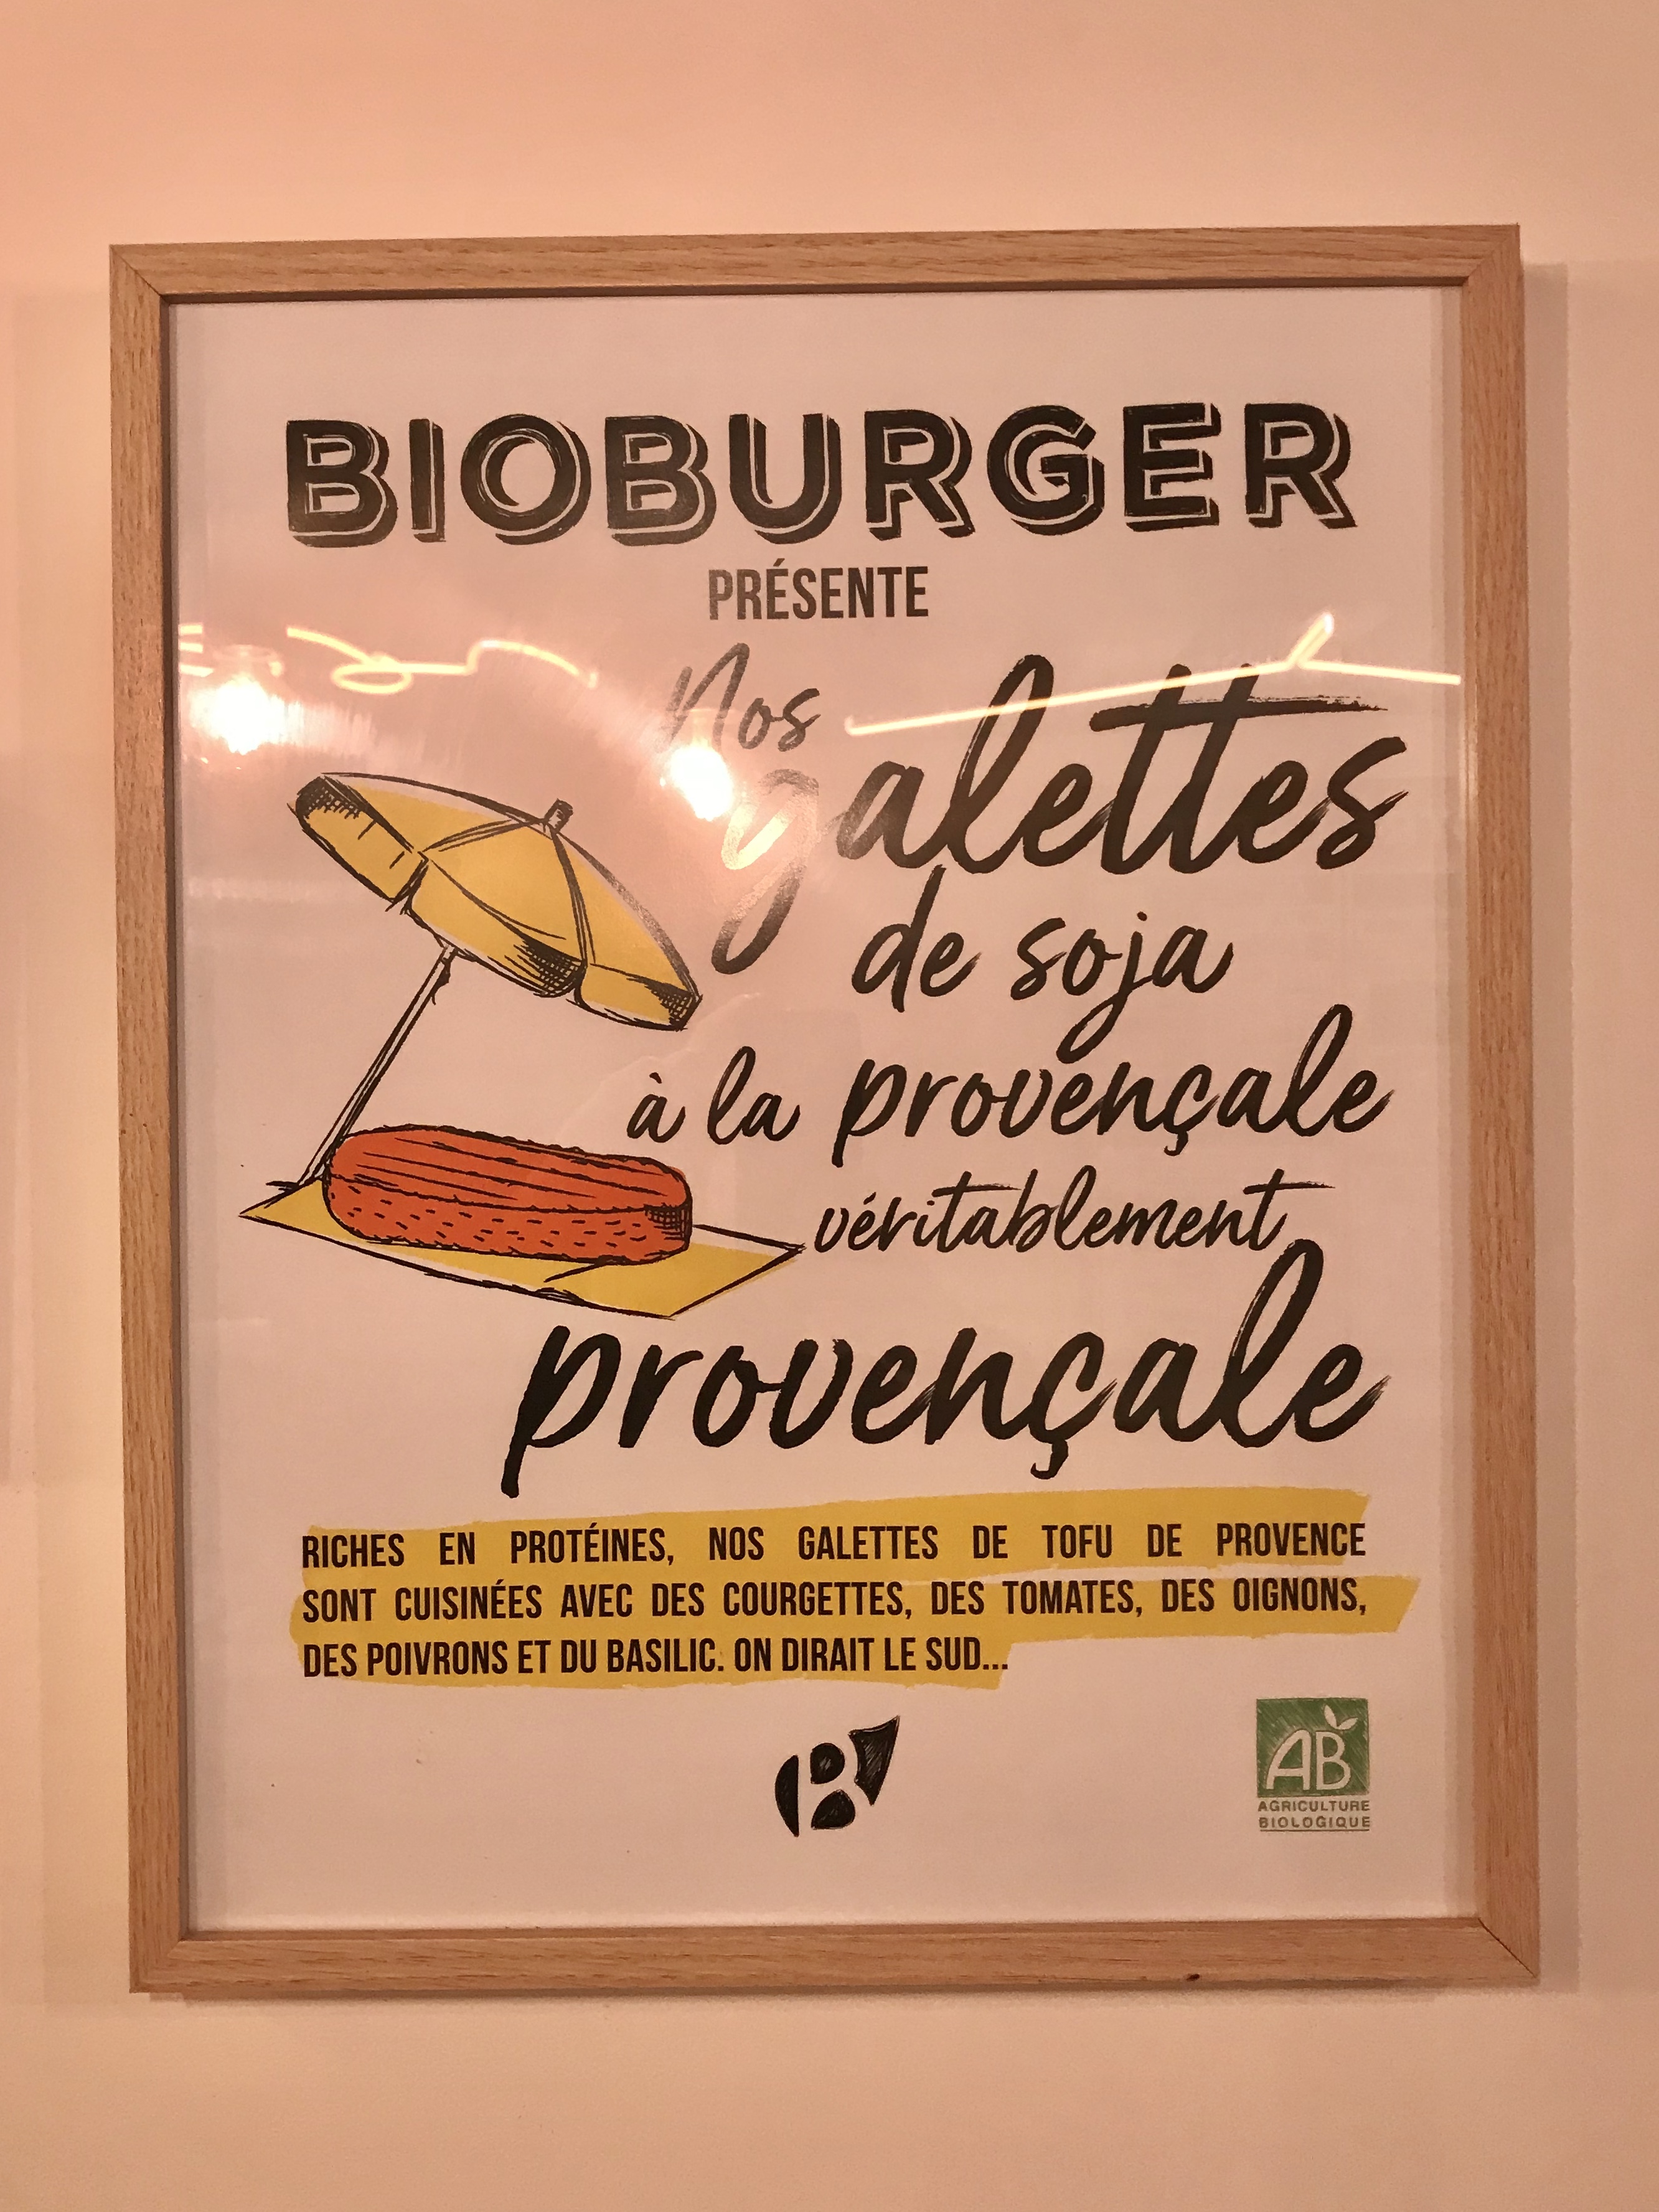 BIOBURGER
PRÉSENTE
Nos
galettes
de soja
à la provençale
véritablement
provençale
RICHES EN PROTÉINES, NOS GALETTES DE TOFU DE PROVENCE
SONT CUISINÉES AVEC DES COURGETTES, DES TOMATES, DES OIGNONS,
DES POIVRONS ET DU BASILIC. ON DIRAIT LE SUD...
B
AB
AGRICULTURE
BIOLOGIQUE